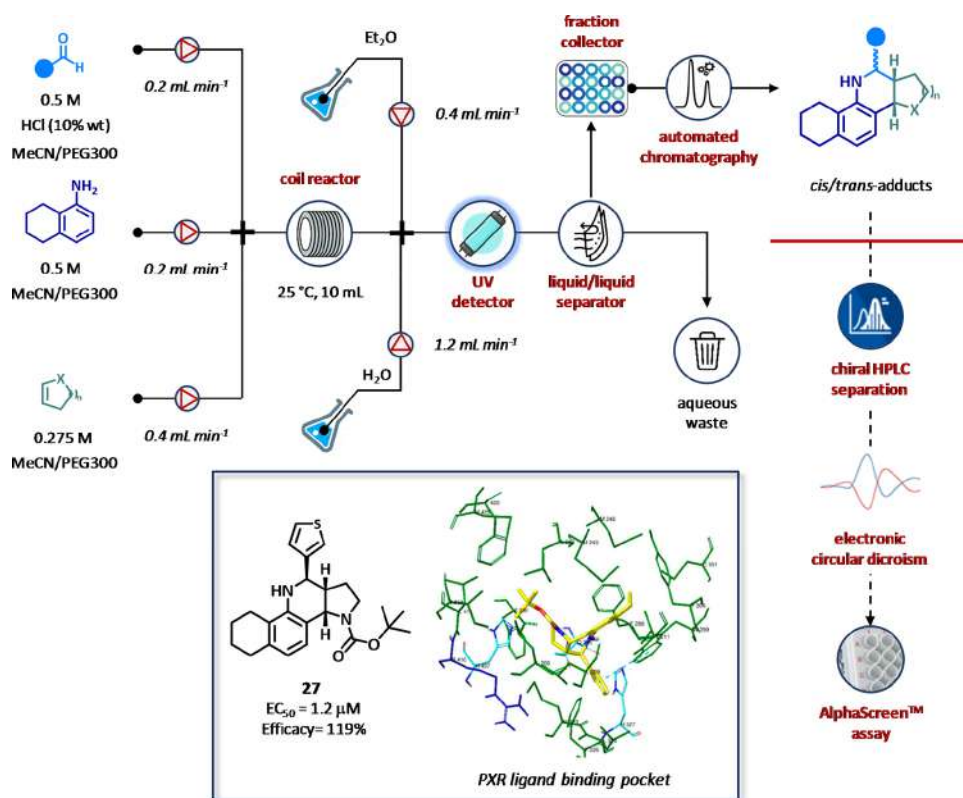 0.5 M
HCl (10% wt)
MeCN/PEG300
0.2 mL min⁻¹
NH₂
0.5 M
MeCN/PEG300
0.2 mL min⁻¹
0.275 M
MeCN/PEG300
0.4 mL min⁻¹
coil reactor
25 °C, 10 mL
Et₂O
0.4 mL min⁻¹
H₂O
1.2 mL min⁻¹
UV
detector
liquid/liquid
separator
aqueous
waste
fraction
collector
automated
chromatography
cis/trans-adducts
chiral HPLC
separation
electronic
circular dicroism
AlphaScreen™
assay
27
EC₅₀ = 1.2 μM
Efficacy= 119%
PXR ligand binding pocket